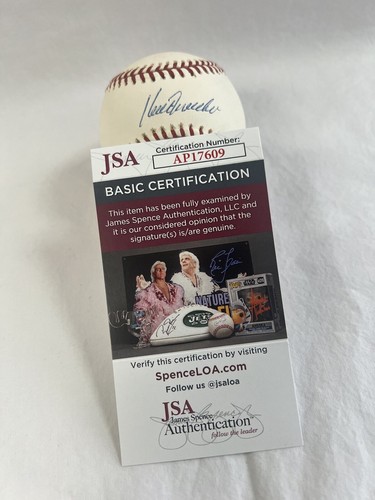 JSA
Certification Number:
AP17609
BASIC CERTIFICATION
This item has been fully examined by
James Spence Authentication, LLC and
it is our considered opinion that the
signature(s) is/are genuine.
NATURE
Verify this certification by visiting
SpenceLOA.com
Follow us @jsaloa
JSA
James Spence
Authentication
follow the leader